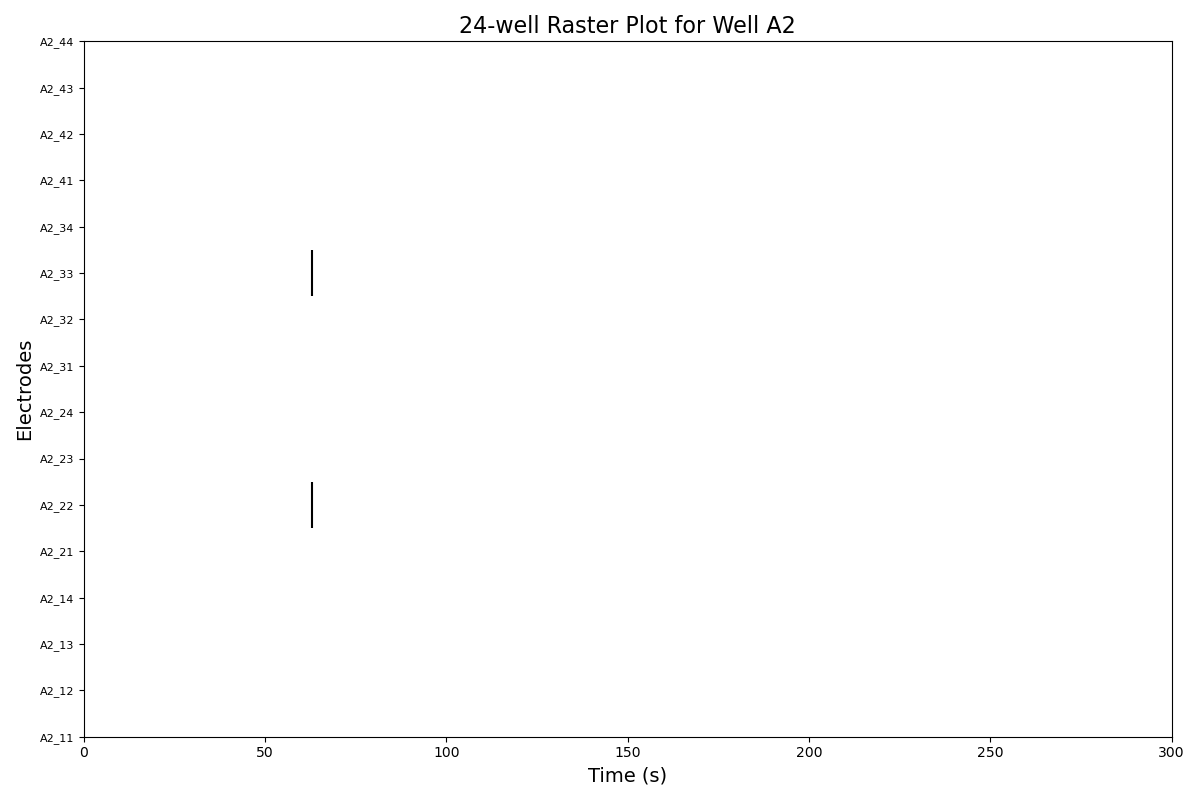 24-well Raster Plot for Well A2
A2_44
A2_43
A2_42
A2_41
A2_34
A2_33
A2_32
A2_31
A2_24
A2_23
A2_22
A2_21
A2_14
A2_13
A2_12
A2_11
Electrodes
0 50 100 150 200 250 300
Time (s)